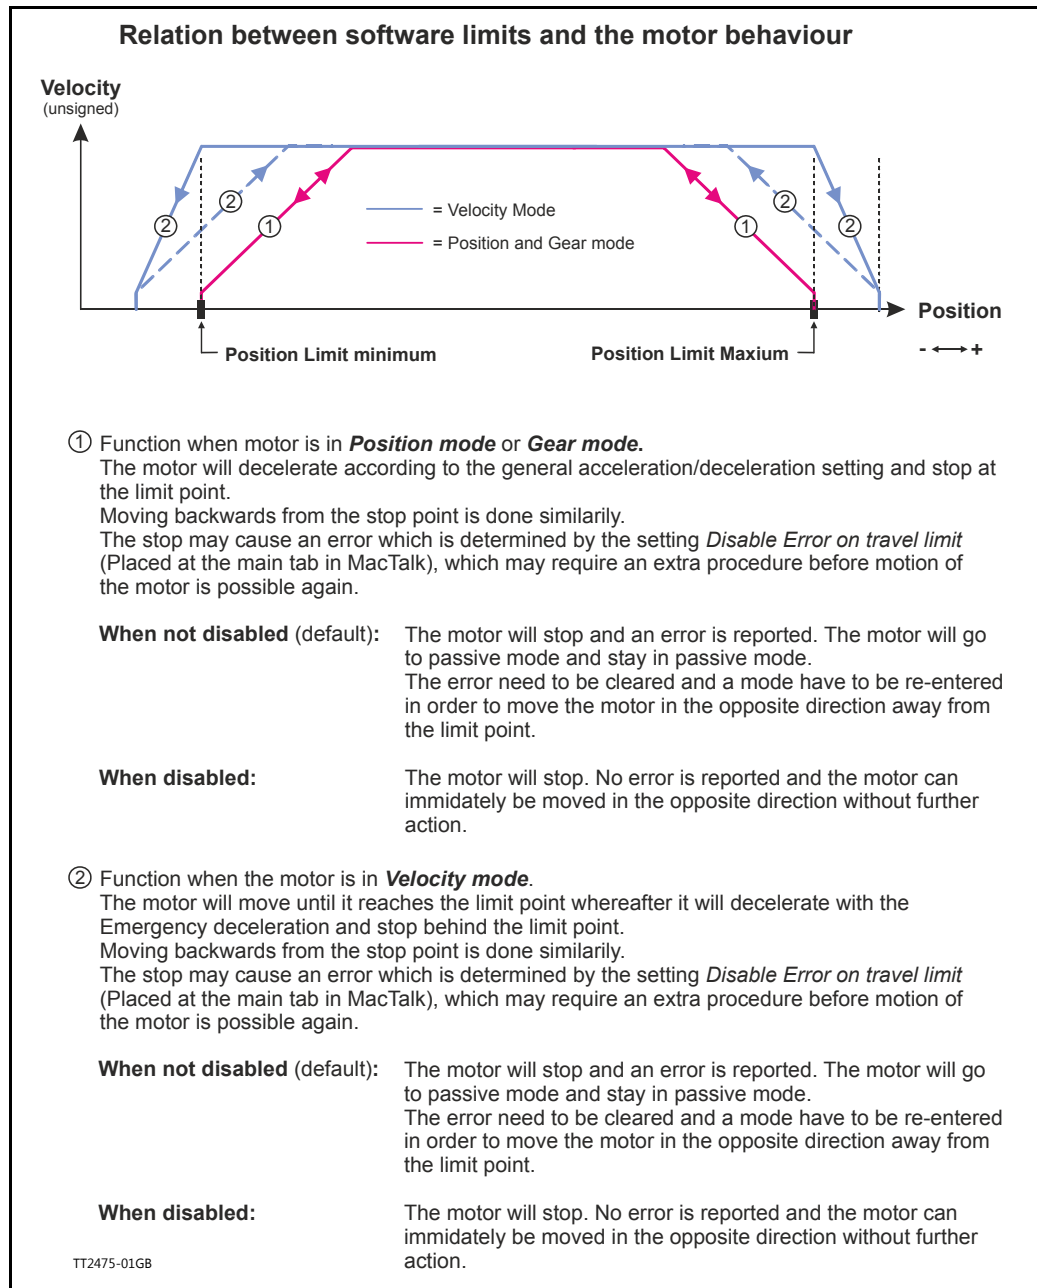 Relation between software limits and the motor behaviour
Velocity
(unsigned)
2
2
1
= Velocity Mode
= Position and Gear mode
1
2
2
Position
- +
Position Limit minimum
Position Limit Maxium
1 Function when motor is in Position mode or Gear mode.
The motor will decelerate according to the general acceleration/deceleration setting and stop at
the limit point.
Moving backwards from the stop point is done similarily.
The stop may cause an error which is determined by the setting Disable Error on travel limit
(Placed at the main tab in MacTalk), which may require an extra procedure before motion of
the motor is possible again.
When not disabled (default): The motor will stop and an error is reported. The motor will go
to passive mode and stay in passive mode.
The error need to be cleared and a mode have to be re-entered
in order to move the motor in the opposite direction away from
the limit point.
When disabled: The motor will stop. No error is reported and the motor can
immidately be moved in the opposite direction without further
action.
2 Function when the motor is in Velocity mode.
The motor will move until it reaches the limit point whereafter it will decelerate with the
Emergency deceleration and stop behind the limit point.
Moving backwards from the stop point is done similarily.
The stop may cause an error which is determined by the setting Disable Error on travel limit
(Placed at the main tab in MacTalk), which may require an extra procedure before motion of
the motor is possible again.
When not disabled (default): The motor will stop and an error is reported. The motor will go
to passive mode and stay in passive mode.
The error need to be cleared and a mode have to be re-entered
in order to move the motor in the opposite direction away from
the limit point.
When disabled: The motor will stop. No error is reported and the motor can
immidately be moved in the opposite direction without further
action.
TT2475-01GB